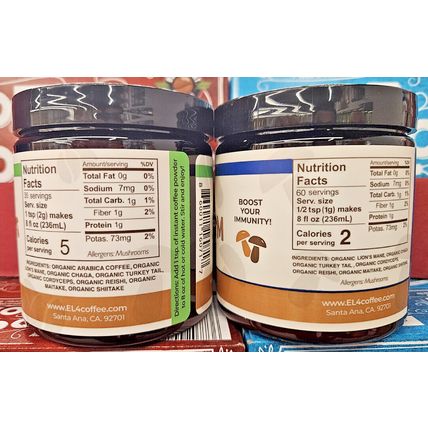 Nutrition
Facts
35 servings
Serv. size
1 tsp (2g) makes
8 fl oz (236mL)
Calories
per serving
5
Amount/serving %DV
Total Fat 0g 0%
Sodium 7mg 0%
Total Carb. 1g 1%
Fiber 1g 2%
Protein 1g
Potas. 73mg 2%
Allergens: Mushrooms
INGREDIENTS: ORGANIC ARABICA COFFEE, ORGANIC
LION'S MANE, ORGANIC CHAGA, ORGANIC TURKEY TAIL,
ORGANIC CORDYCEPS, ORGANIC REISHI, ORGANIC
MAITAKE, ORGANIC SHIITAKE
www.EL4coffee.com
Santa Ana, CA. 92701
Directions: Add 1 tsp. of instant coffee powder
to 8 fl oz of hot or cold water. Stir and enjoy!
BOOST
YOUR
IMMUNITY!
M
Nutrition
Facts
60 servings
Serv. size
1/2 tsp (1g) makes
8 fl oz (236mL)
Calories
per serving
2
Amount/serving
Total Fat 0g
Sodium 7mg
Total Carb. 1g
Fiber 1g
Protein 1g
Potas. 73mg
Allergens: Mushrooms
INGREDIENTS: ORGANIC LION'S MANE,
ORGANIC TURKEY TAIL, ORGANIC CORDYCEPS,
ORGANIC REISHI, ORGANIC MAITAKE, ORGANIC
www.EL4coffee.com
Santa Ana, CA. 92701